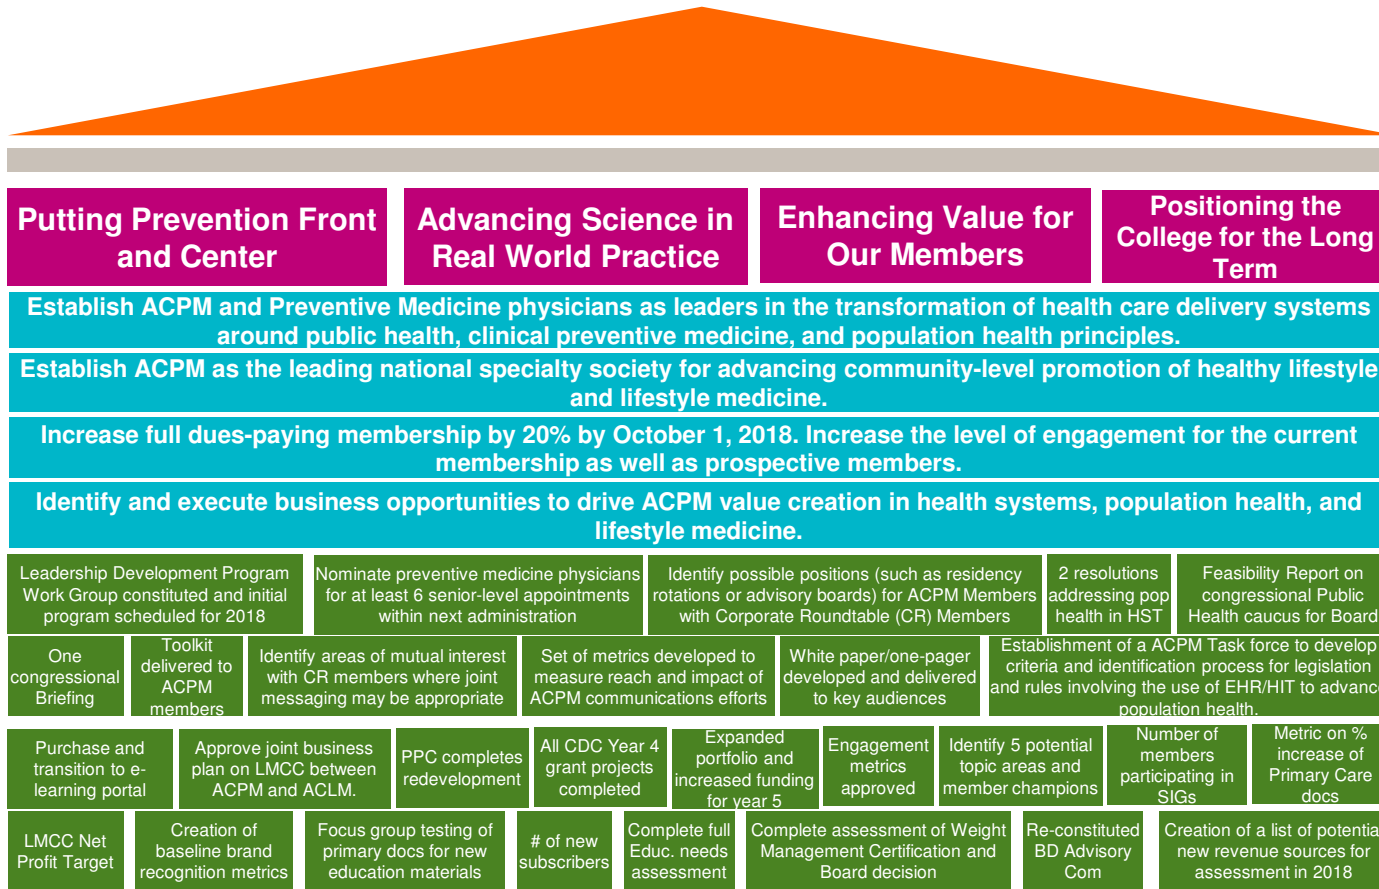 Putting Prevention Front
and Center
Advancing Science in
Real World Practice
Enhancing Value for
Our Members
Positioning the
College for the Long
Term
Establish ACPM and Preventive Medicine physicians as leaders in the transformation of health care delivery systems
around public health, clinical preventive medicine, and population health principles.
Establish ACPM as the leading national specialty society for advancing community-level promotion of healthy lifestyle
and lifestyle medicine.
Increase full dues-paying membership by 20% by October 1, 2018. Increase the level of engagement for the current
membership as well as prospective members.
Identify and execute business opportunities to drive ACPM value creation in health systems, population health, and
lifestyle medicine.
Leadership Development Program
Work Group constituted and initial
program scheduled for 2018
Nominate preventive medicine physicians
for at least 6 senior-level appointments
within next administration
Identify possible positions (such as residency
rotations or advisory boards) for ACPM Members
with Corporate Roundtable (CR) Members
2 resolutions
addressing pop
health in HST
Feasibility Report on
congressional Public
Health caucus for Board
One
congressional
Briefing
Toolkit
delivered to
ACPM
members
Identify areas of mutual interest
with CR members where joint
messaging may be appropriate
Set of metrics developed to
measure reach and impact of
ACPM communications efforts
White paper/one-pager
developed and delivered
to key audiences
Establishment of a ACPM Task force to develop
criteria and identification process for legislation
and rules involving the use of EHR/HIT to advance
population health.
Purchase and
transition to e-
learning portal
Approve joint business
plan on LMCC between
ACPM and ACLM.
PPC completes
redevelopment
All CDC Year 4
grant projects
completed
Expanded
portfolio and
increased funding
for year 5
Engagement
metrics
approved
Identify 5 potential
topic areas and
member champions
Number of
members
participating in
SIGs
Metric on %
increase of
Primary Care
docs
LMCC Net
Profit Target
Creation of
baseline brand
recognition metrics
Focus group testing of
primary docs for new
education materials
# of new
subscribers
Complete full
Educ. needs
assessment
Complete assessment of Weight
Management Certification and
Board decision
Re-constituted
BD Advisory
Com
Creation of a list of potential
new revenue sources for
assessment in 2018